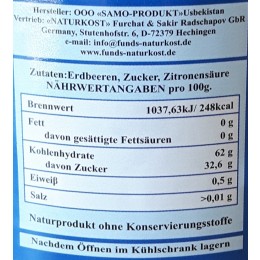 Hersteller: OOO «SAMO-PRODUKT»Usbekistan
Vertrieb: «NATURKOST» Furchat & Sakir Radschapov GbR
Germany, Stutenhofstr. 6, D-72379 Hechingen
e-mail: info@funds-naturkost.de
www.funds-naturkost.de
Zutaten:Erdbeeren, Zucker, Zitronensäure
NÄHRWERTANGABEN pro 100g.
Brennwert 1037,63kJ/ 248kcal
Fett 0 g
davon gesättigte Fettsäuren 0 g
Kohlenhydrate 62 g
davon Zucker 32,6 g
Eiweiß 0,5 g
Salz >0,01 g
Naturprodukt ohne Konservierungsstoffe
Nachdem Öffnen im Kühlschrank lagern